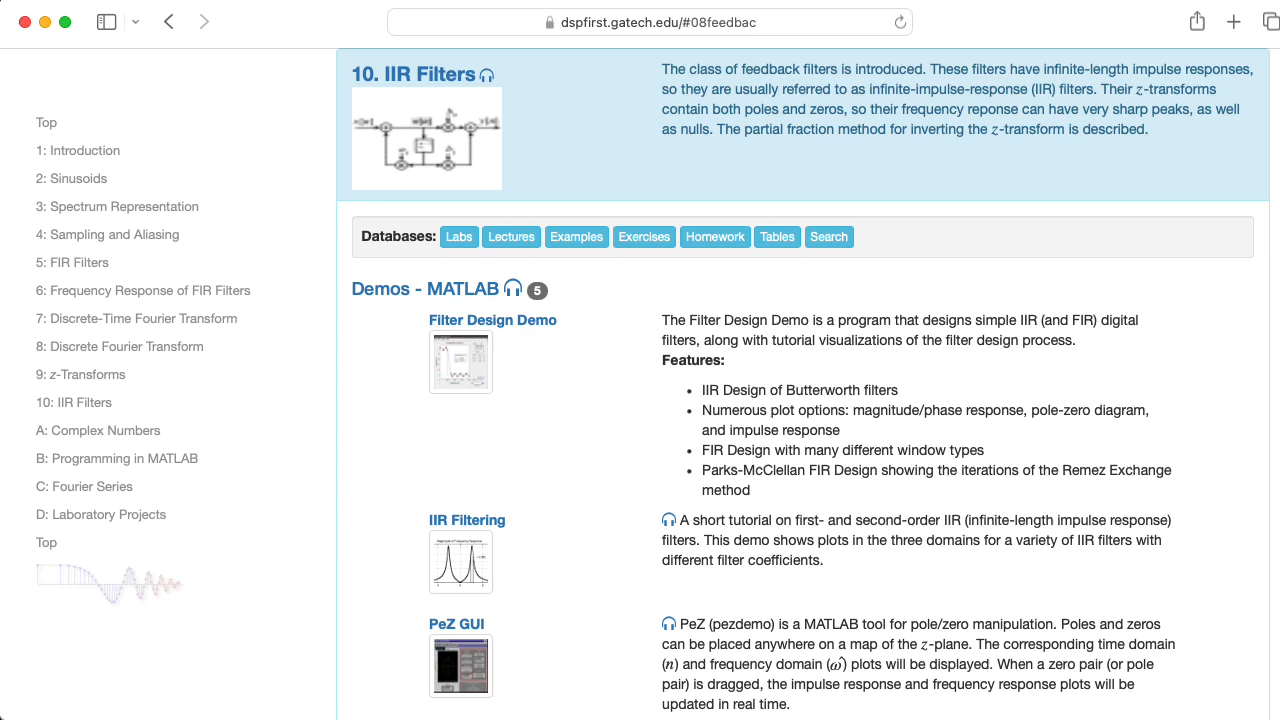 dspfirst.gatech.edu/#08feedbac
Top
1: Introduction
2: Sinusoids
3: Spectrum Representation
4: Sampling and Aliasing
5: FIR Filters
6: Frequency Response of FIR Filters
7: Discrete-Time Fourier Transform
8: Discrete Fourier Transform
9: z-Transforms
10: IIR Filters
A: Complex Numbers
B: Programming in MATLAB
C: Fourier Series
D: Laboratory Projects
Top
10. IIR Filters
The class of feedback filters is introduced. These filters have infinite-length impulse responses,
so they are usually referred to as infinite-impulse-response (IIR) filters. Their z-transforms
contain both poles and zeros, so their frequency reponse can have very sharp peaks, as well
as nulls. The partial fraction method for inverting the z-transform is described.
Databases: Labs Lectures Examples Exercises Homework Tables Search
Demos - MATLAB 5
Filter Design Demo
The Filter Design Demo is a program that designs simple IIR (and FIR) digital
filters, along with tutorial visualizations of the filter design process.
Features:
• IIR Design of Butterworth filters
• Numerous plot options: magnitude/phase response, pole-zero diagram,
and impulse response
• FIR Design with many different window types
• Parks-McClellan FIR Design showing the iterations of the Remez Exchange
method
IIR Filtering
A short tutorial on first- and second-order IIR (infinite-length impulse response)
filters. This demo shows plots in the three domains for a variety of IIR filters with
different filter coefficients.
PeZ GUI
PeZ (pezdemo) is a MATLAB tool for pole/zero manipulation. Poles and zeros
can be placed anywhere on a map of the z-plane. The corresponding time domain
(n) and frequency domain (ω̂) plots will be displayed. When a zero pair (or pole
pair) is dragged, the impulse response and frequency response plots will be
updated in real time.